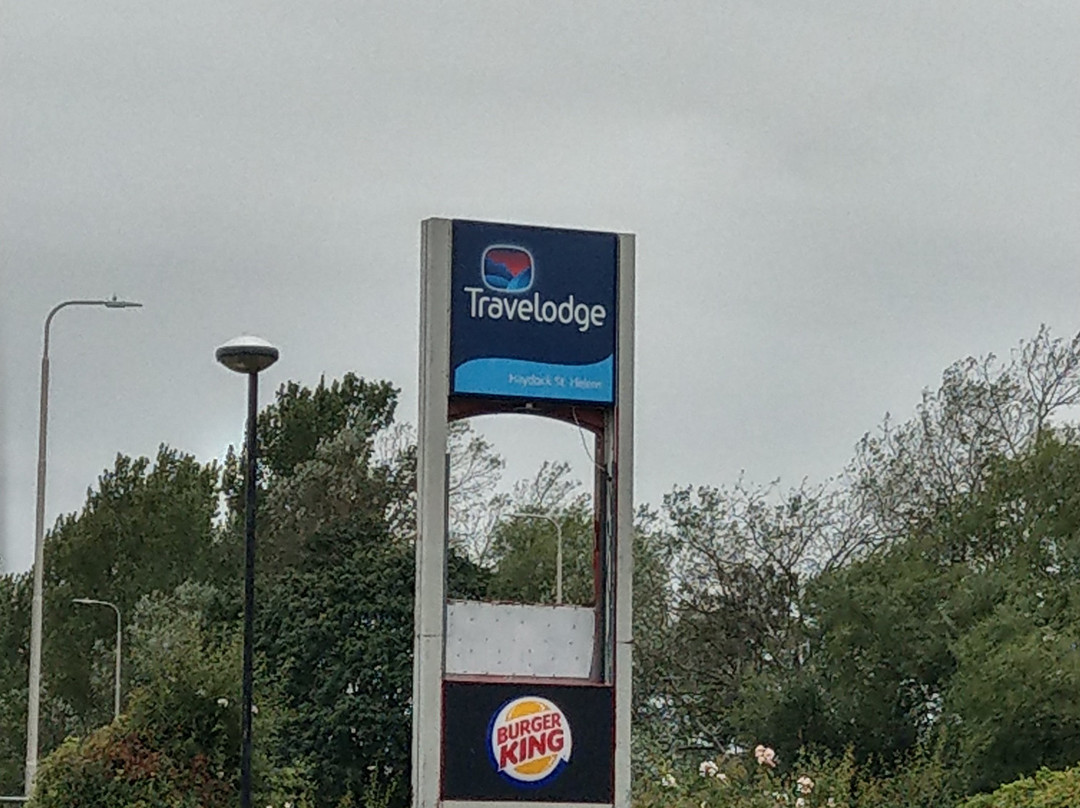 Travelodge
Haydock St. Helens
BURGER
KING